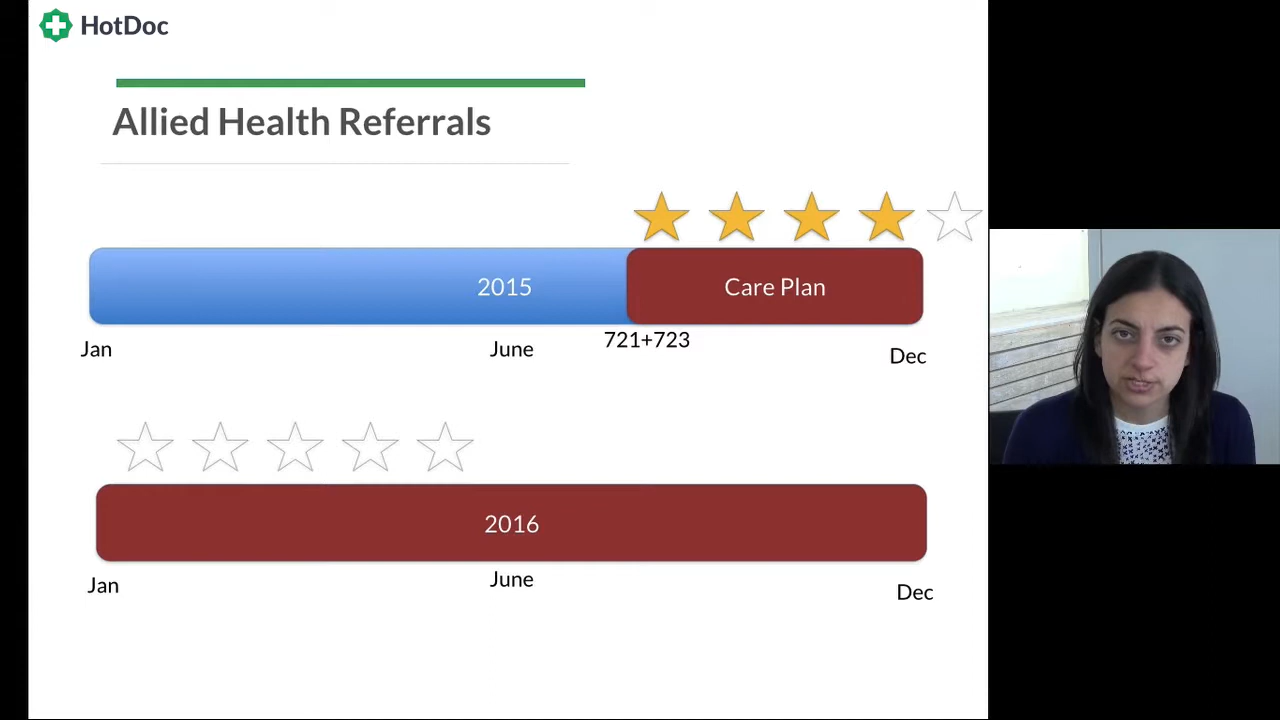 HotDoc
Allied Health Referrals
2015
Care Plan
Jan
June
721+723
Dec
2016
Jan
June
Dec